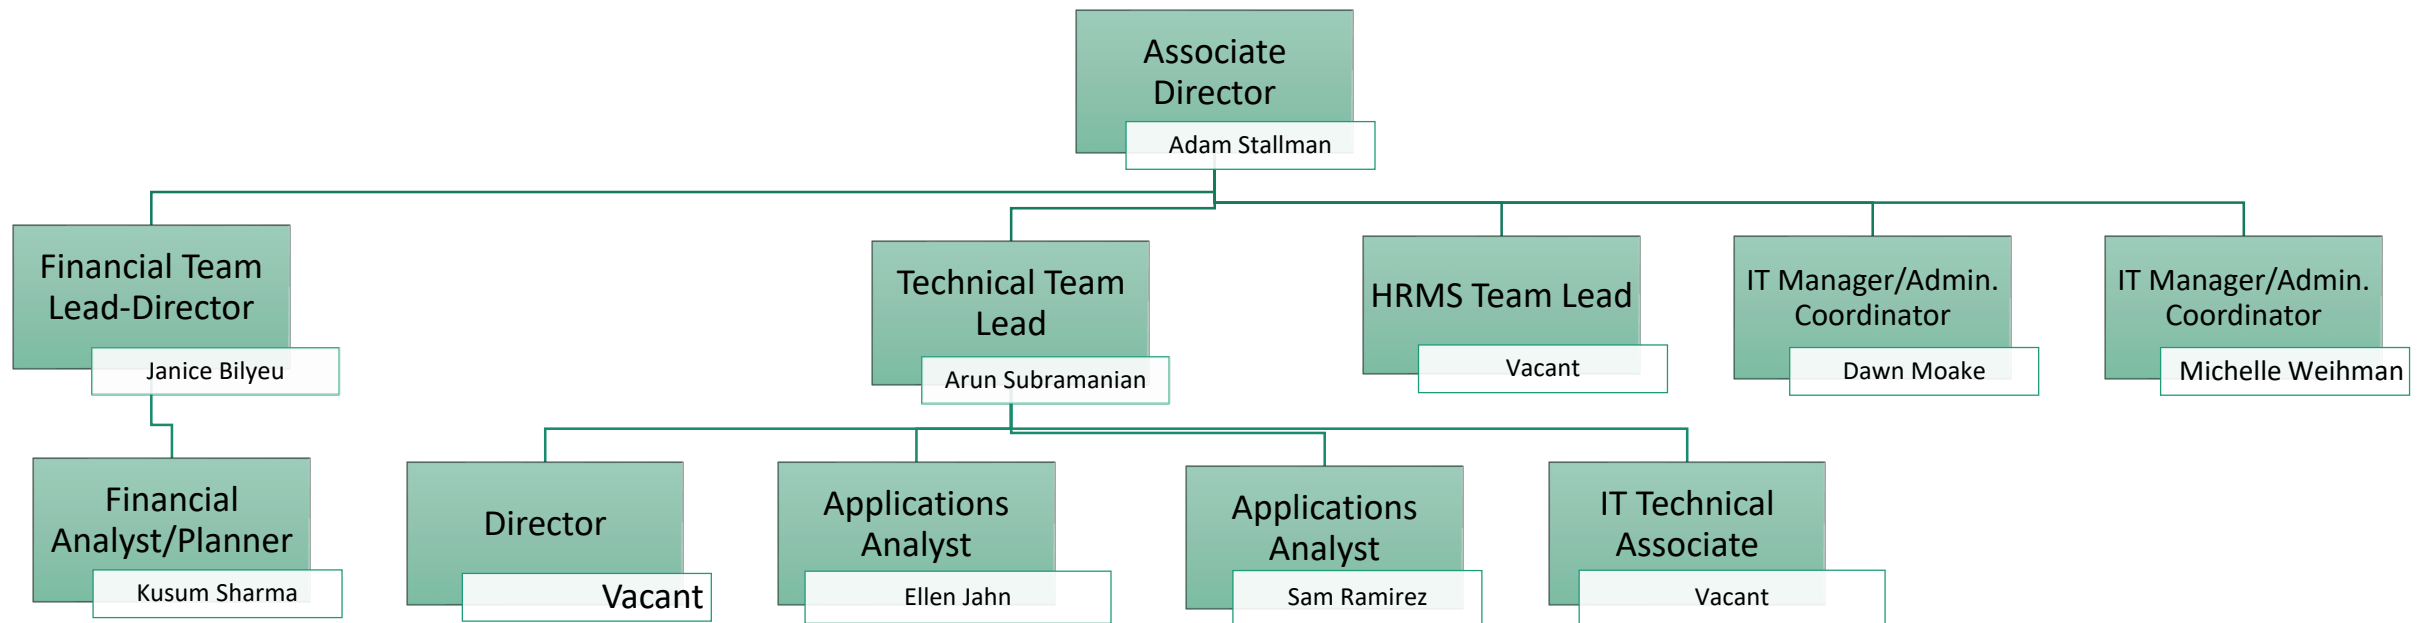 Associate
Director
Adam Stallman
Financial Team
Lead-Director
Janice Bilyeu
Technical Team
Lead
Arun Subramanian
HRMS Team Lead
Vacant
IT Manager/Admin.
Coordinator
Dawn Moake
IT Manager/Admin.
Coordinator
Michelle Weihman
Financial
Analyst/Planner
Kusum Sharma
Director
Vacant
Applications
Analyst
Ellen Jahn
Applications
Analyst
Sam Ramirez
IT Technical
Associate
Vacant